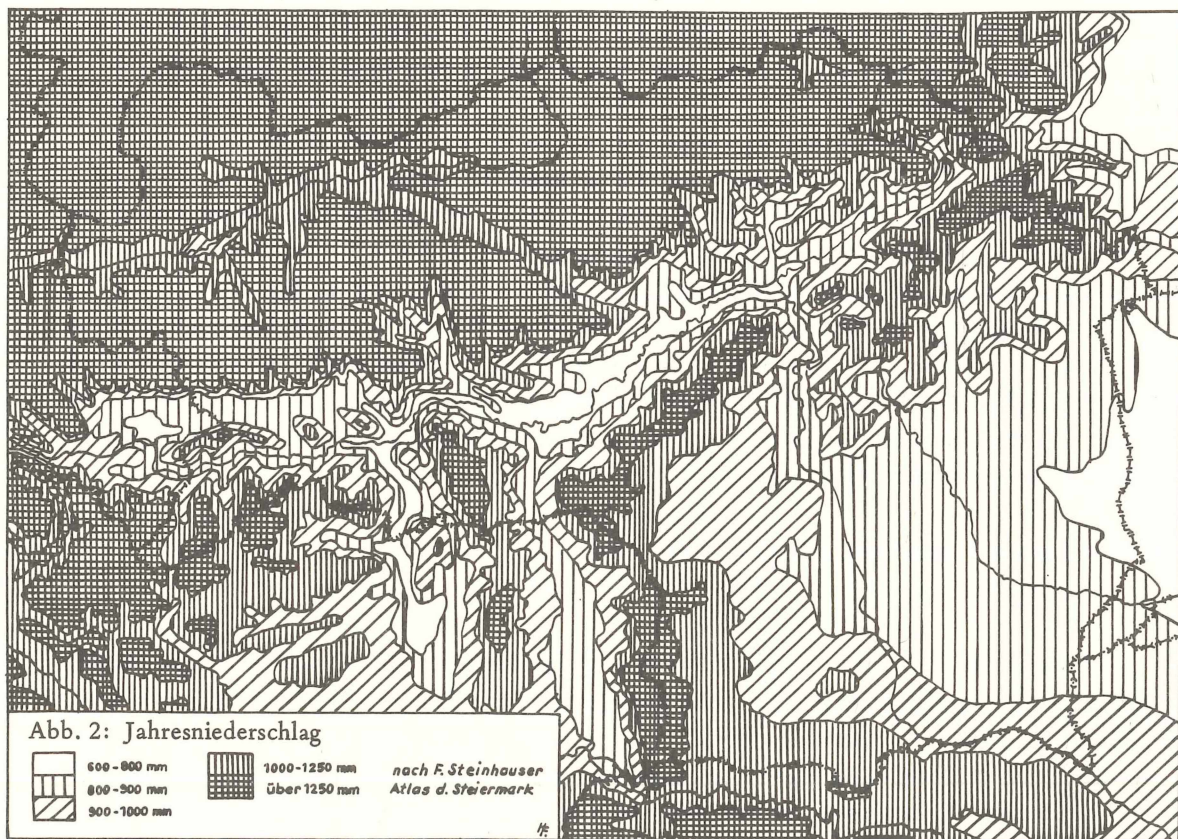 Abb. 2: Jahresniederschlag
600-800 mm
800-900 mm
900-1000 mm
1000-1250 mm
über 1250 mm
nach F. Steinhauser
Atlas d. Steiermark